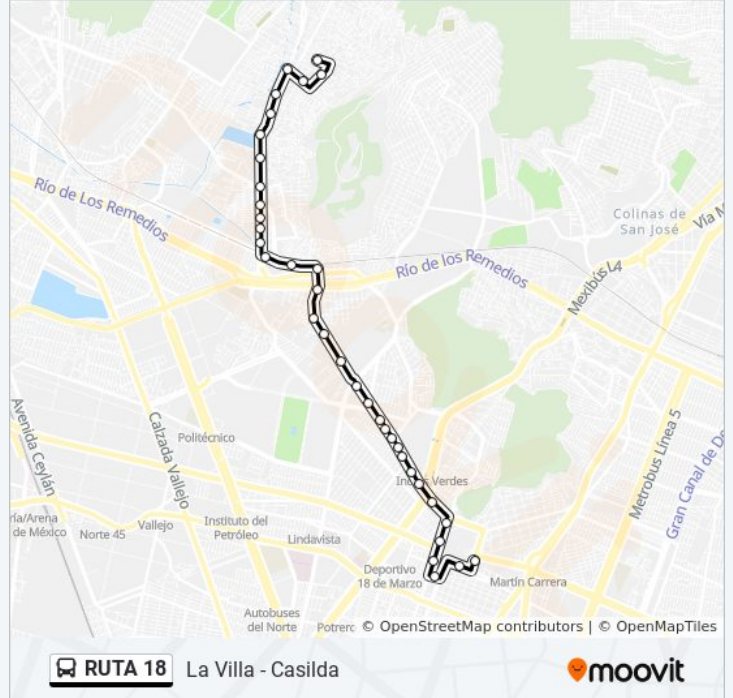 Río de Los Remedios
Colinas de
San José
Vía M
Río de los Remedios
Mexibús L4
Avenida Ceylán
Calzada Vallejo
Politécnico
Metrobus Línea 5
Gran Canal de De
Indios Verdes
ría/Arena
de México
Norte 45
Vallejo
Instituto del
Petróleo
Lindavista
Deportivo
18 de Marzo
Martín Carrera
Autobuses
del Norte
Potrerc
© OpenStreetMap contributors | © OpenMapTiles
RUTA 18
La Villa - Casilda
moovit